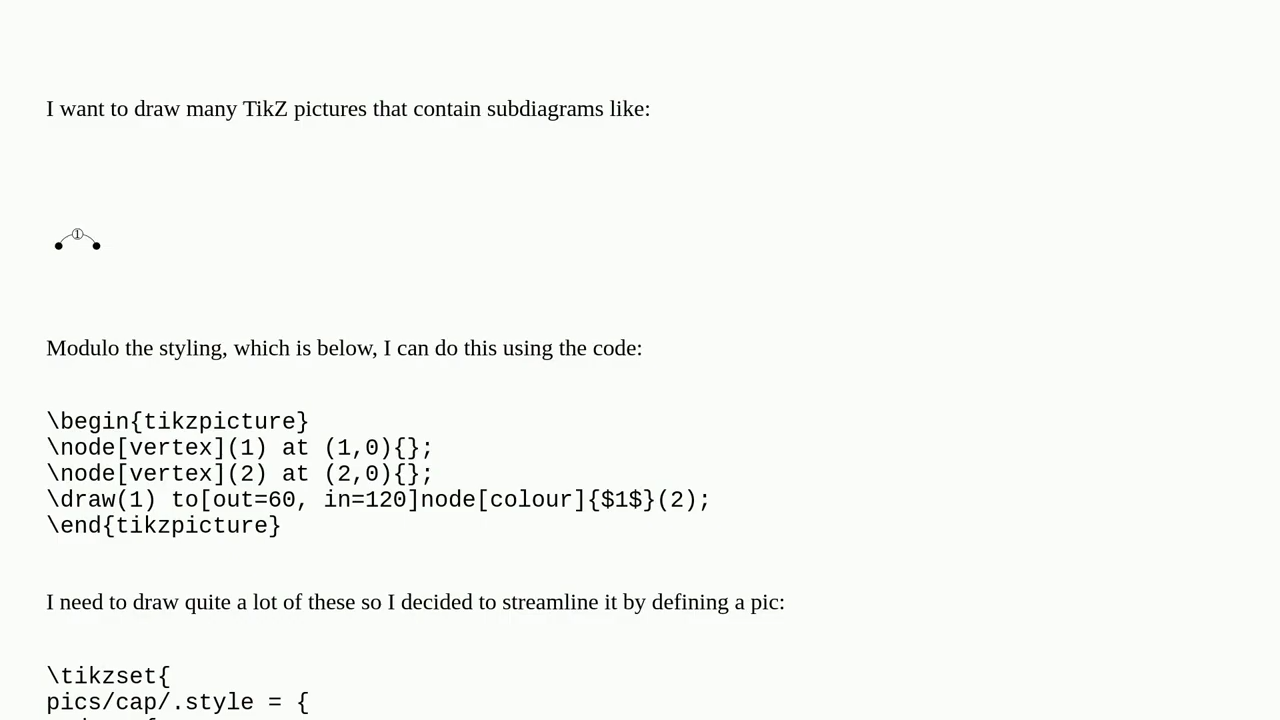 I want to draw many TikZ pictures that contain subdiagrams like:
1
Modulo the styling, which is below, I can do this using the code:
\begin{tikzpicture}
\node[vertex](1) at (1,0){};
\node[vertex](2) at (2,0){};
\draw(1) to[out=60, in=120]node[colour]{$1$}(2);
\end{tikzpicture}
I need to draw quite a lot of these so I decided to streamline it by defining a pic:
\tikzset{
pics/cap/.style = {